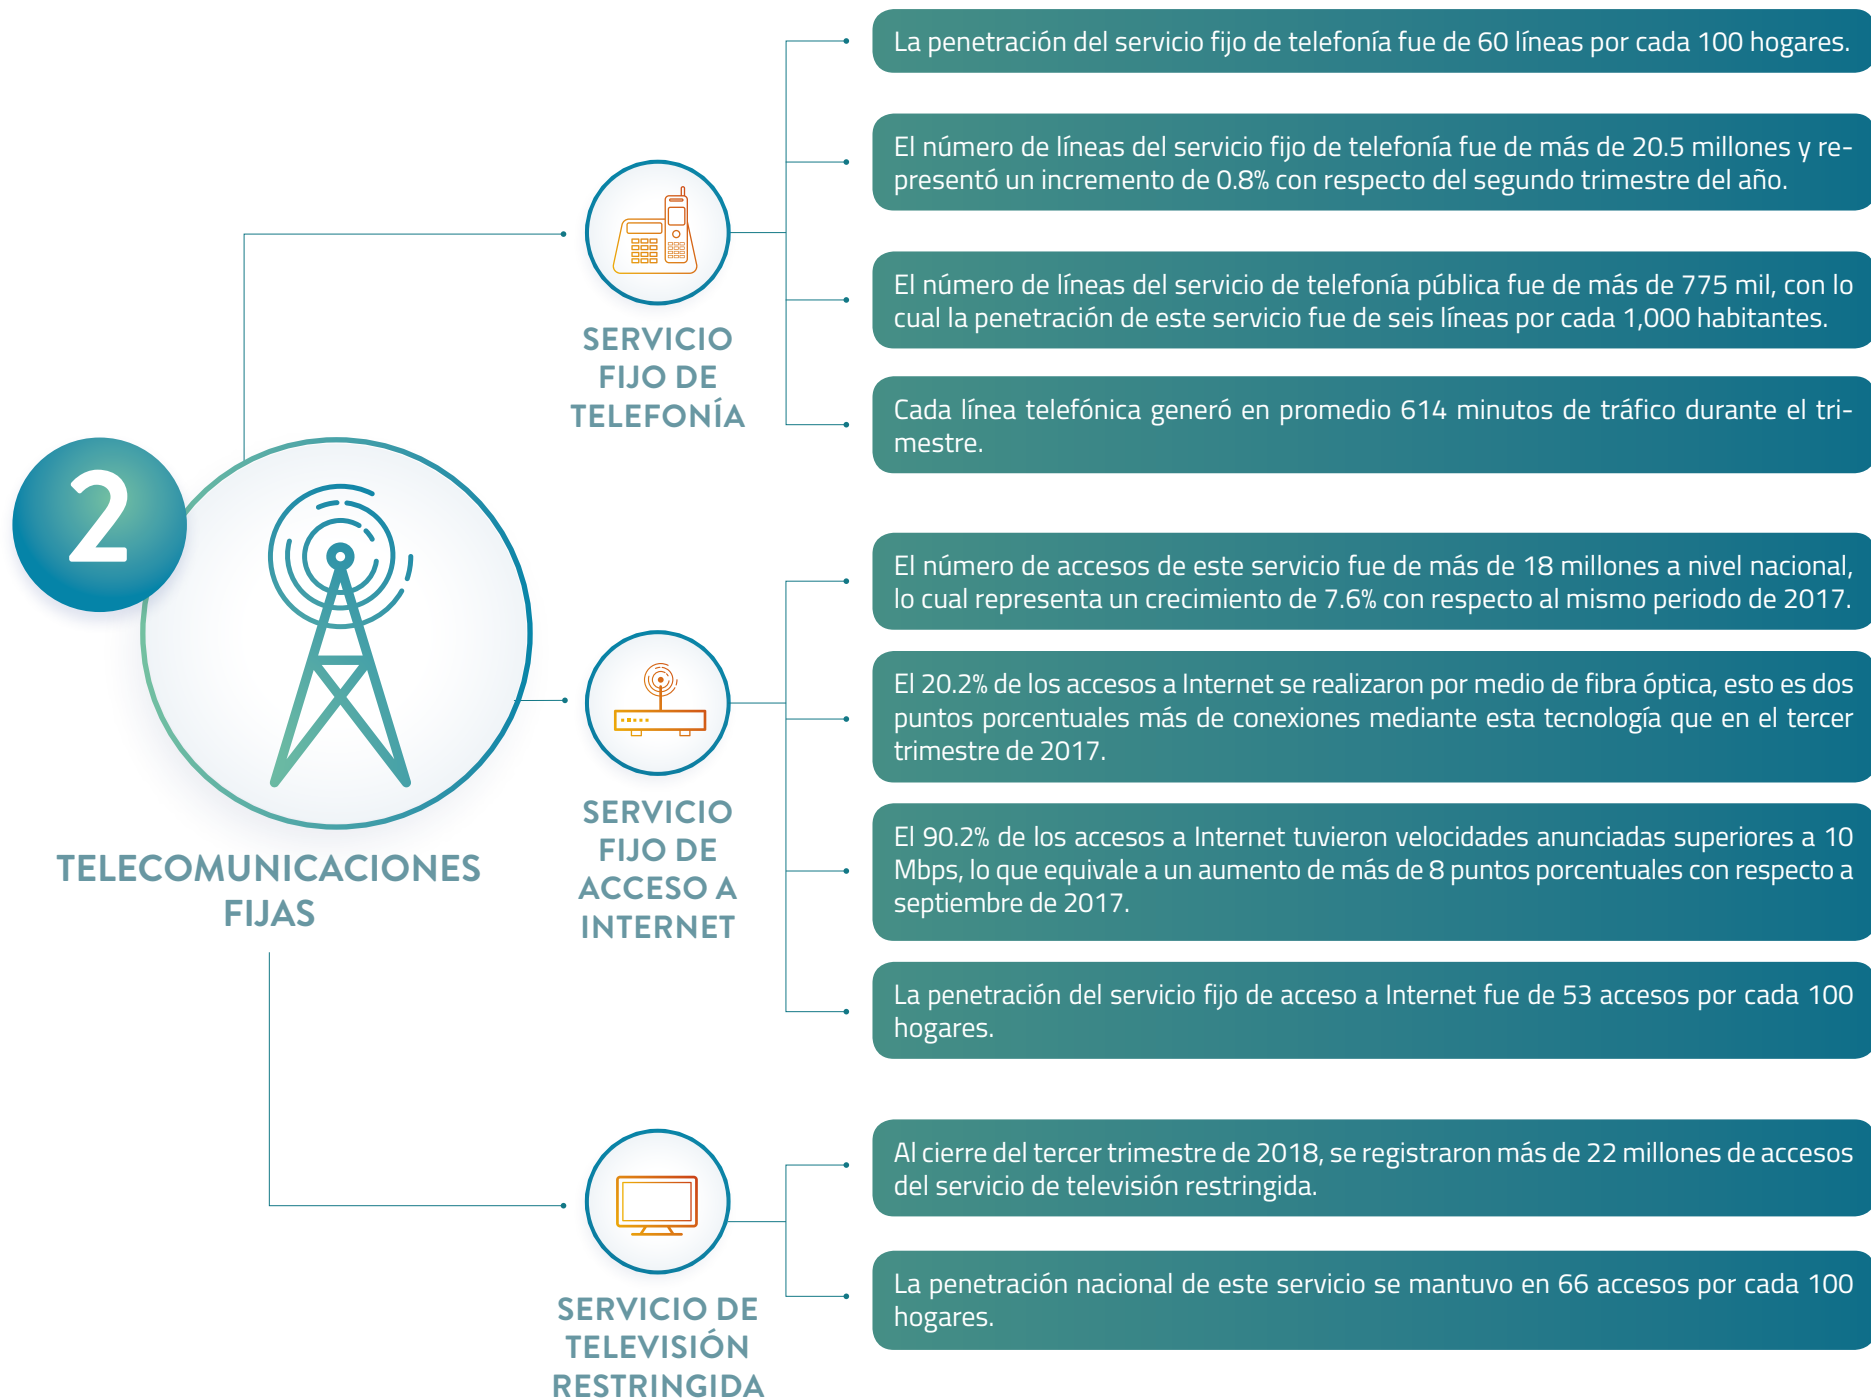 2
TELECOMUNICACIONES
FIJAS
SERVICIO
FIJO DE
TELEFONÍA
La penetración del servicio fijo de telefonía fue de 60 líneas por cada 100 hogares.
El número de líneas del servicio fijo de telefonía fue de más de 20.5 millones y re-
presentó un incremento de 0.8% con respecto del segundo trimestre del año.
El número de líneas del servicio de telefonía pública fue de más de 775 mil, con lo
cual la penetración de este servicio fue de seis líneas por cada 1,000 habitantes.
Cada línea telefónica generó en promedio 614 minutos de tráfico durante el tri-
mestre.
SERVICIO
FIJO DE
ACCESO A
INTERNET
El número de accesos de este servicio fue de más de 18 millones a nivel nacional,
lo cual representa un crecimiento de 7.6% con respecto al mismo periodo de 2017.
El 20.2% de los accesos a Internet se realizaron por medio de fibra óptica, esto es dos
puntos porcentuales más de conexiones mediante esta tecnología que en el tercer
trimestre de 2017.
El 90.2% de los accesos a Internet tuvieron velocidades anunciadas superiores a 10
Mbps, lo que equivale a un aumento de más de 8 puntos porcentuales con respecto a
septiembre de 2017.
La penetración del servicio fijo de acceso a Internet fue de 53 accesos por cada 100
hogares.
SERVICIO DE
TELEVISIÓN
RESTRINGIDA
Al cierre del tercer trimestre de 2018, se registraron más de 22 millones de accesos
del servicio de televisión restringida.
La penetración nacional de este servicio se mantuvo en 66 accesos por cada 100
hogares.